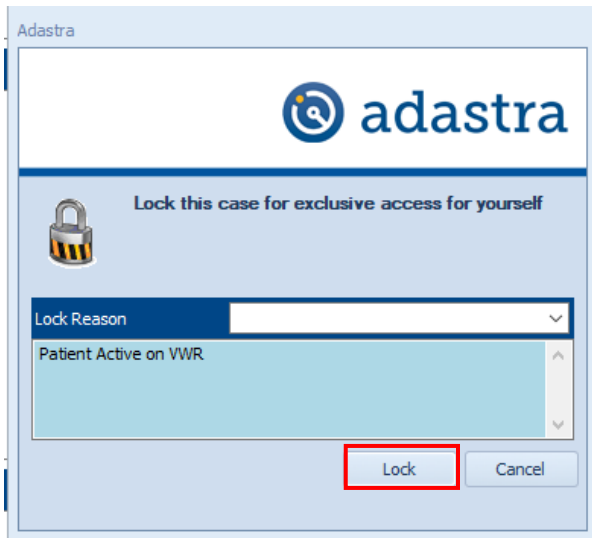 Adastra
adastra
Lock this case for exclusive access for yourself
Lock Reason
Patient Active on VWR
Lock Cancel